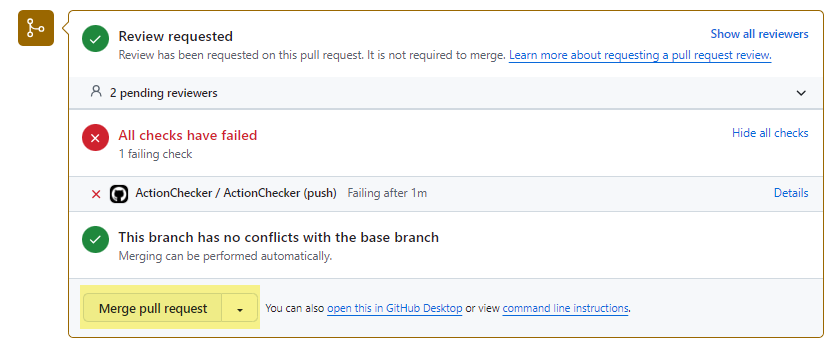 Review requested
Show all reviewers
Review has been requested on this pull request. It is not required to merge. Learn more about requesting a pull request review.
2 pending reviewers
All checks have failed
Hide all checks
1 failing check
ActionChecker / ActionChecker (push) Failing after 1m
Details
This branch has no conflicts with the base branch
Merging can be performed automatically.
Merge pull request
You can also open this in GitHub Desktop or view command line instructions.